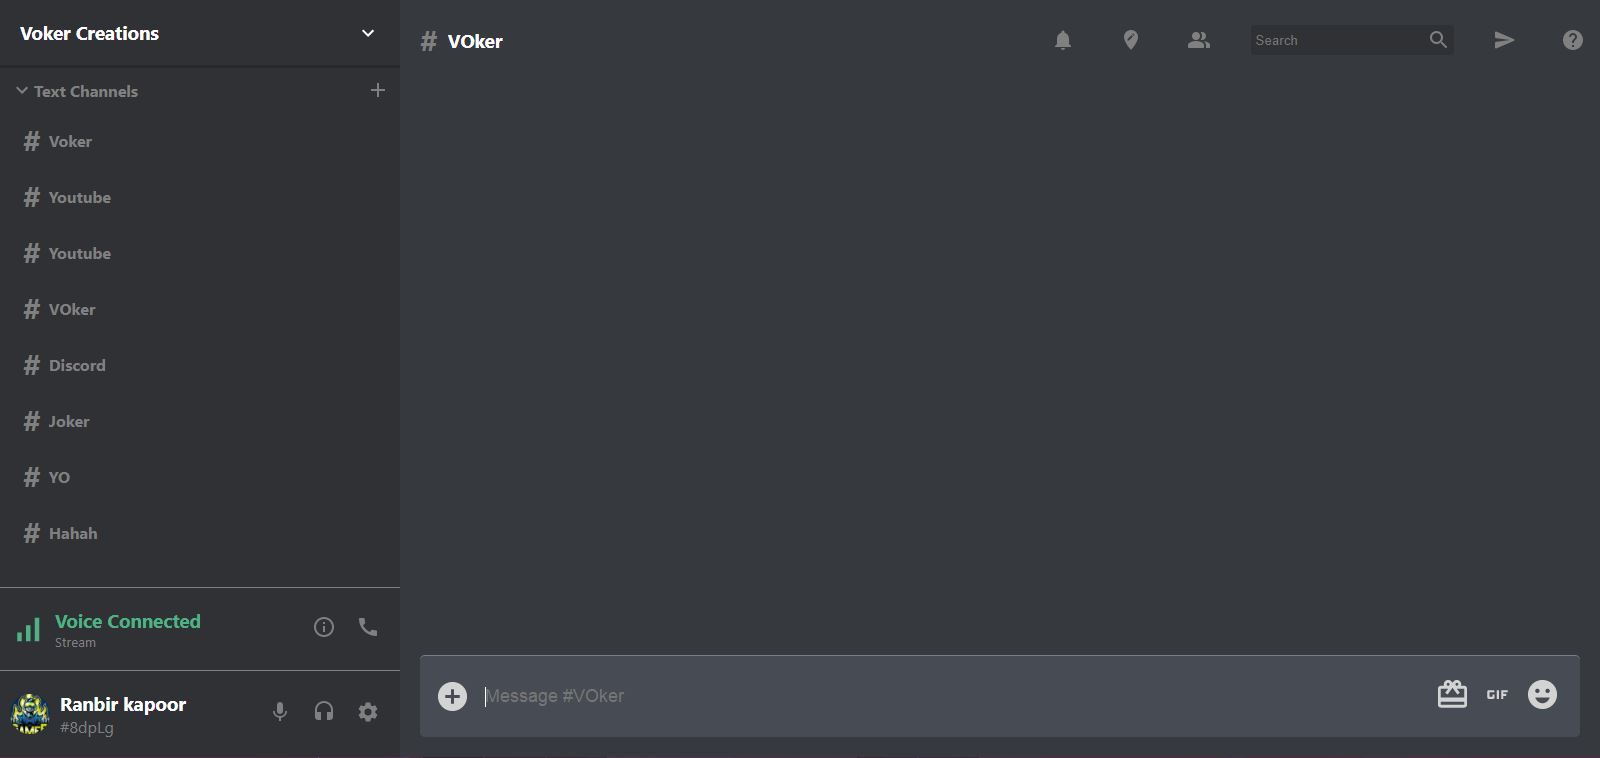 Voker Creations
Text Channels
# Voker
# Youtube
# Youtube
# VOker
# Discord
# Joker
# YO
# Hahah
Voice Connected
Stream
Ranbir kapoor
#8dpLg
# VOker
Search
Message #VOker
GIF